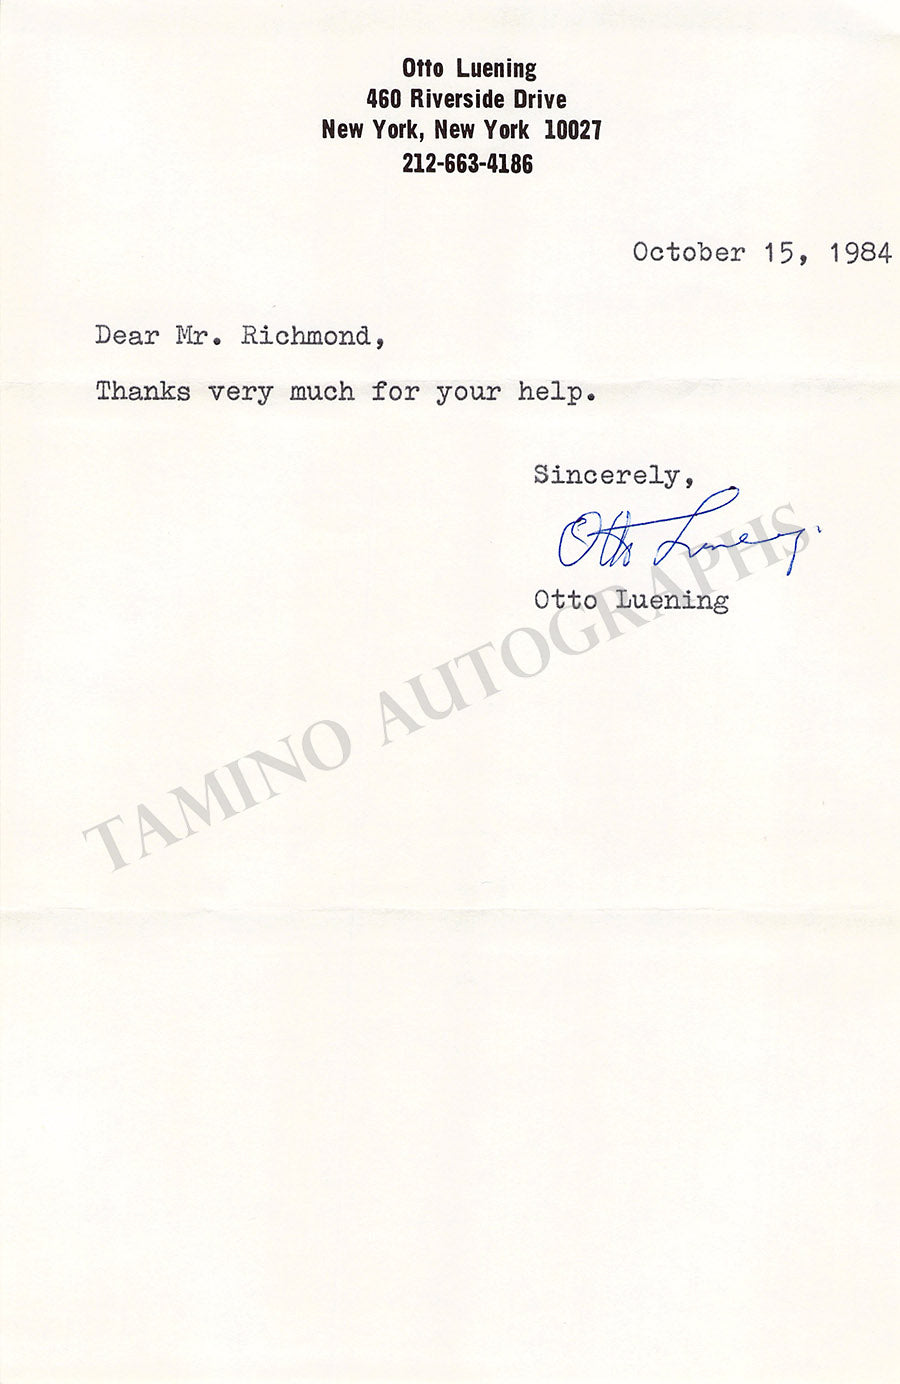 Otto Luening
460 Riverside Drive
New York, New York 10027
212-663-4186
October 15, 1984
Dear Mr. Richmond,
Thanks very much for your help.
Sincerely,
Otto Luening
Otto Luening
TAMINO AUTOGRAPHS